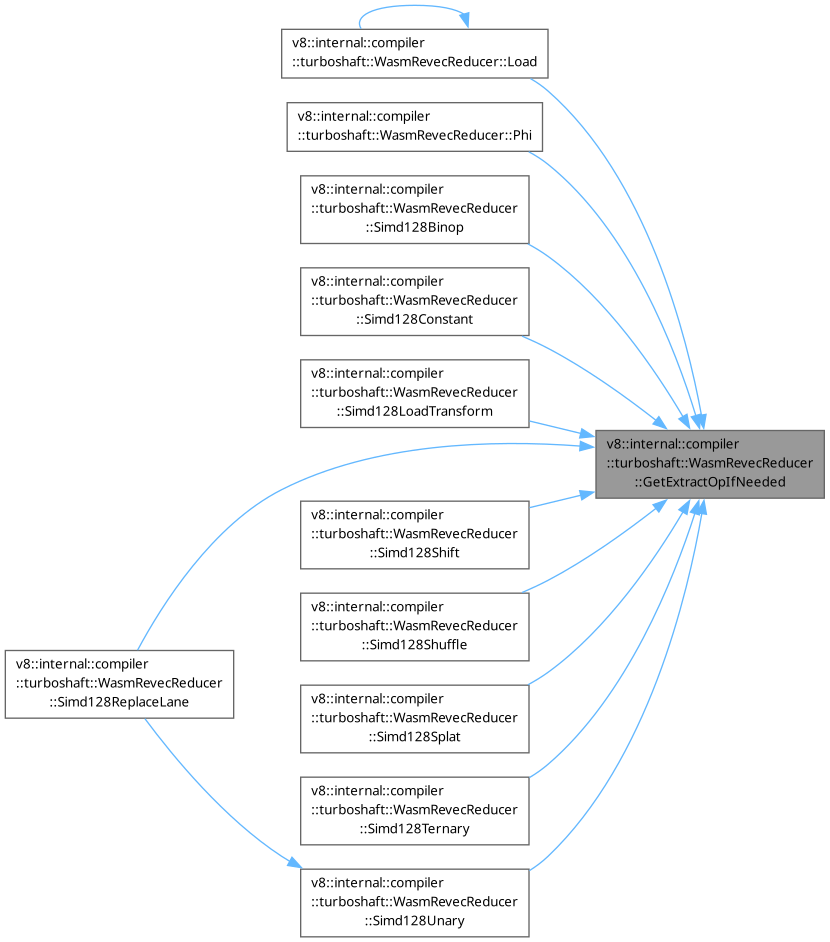 v8::internal::compiler
::turboshaft::WasmRevecReducer::Load
v8::internal::compiler
::turboshaft::WasmRevecReducer::Phi
v8::internal::compiler
::turboshaft::WasmRevecReducer
::Simd128Binop
v8::internal::compiler
::turboshaft::WasmRevecReducer
::Simd128Constant
v8::internal::compiler
::turboshaft::WasmRevecReducer
::Simd128LoadTransform
v8::internal::compiler
::turboshaft::WasmRevecReducer
::GetExtractOpIfNeeded
v8::internal::compiler
::turboshaft::WasmRevecReducer
::Simd128Shift
v8::internal::compiler
::turboshaft::WasmRevecReducer
::Simd128Shuffle
v8::internal::compiler
::turboshaft::WasmRevecReducer
::Simd128ReplaceLane
v8::internal::compiler
::turboshaft::WasmRevecReducer
::Simd128Splat
v8::internal::compiler
::turboshaft::WasmRevecReducer
::Simd128Ternary
v8::internal::compiler
::turboshaft::WasmRevecReducer
::Simd128Unary